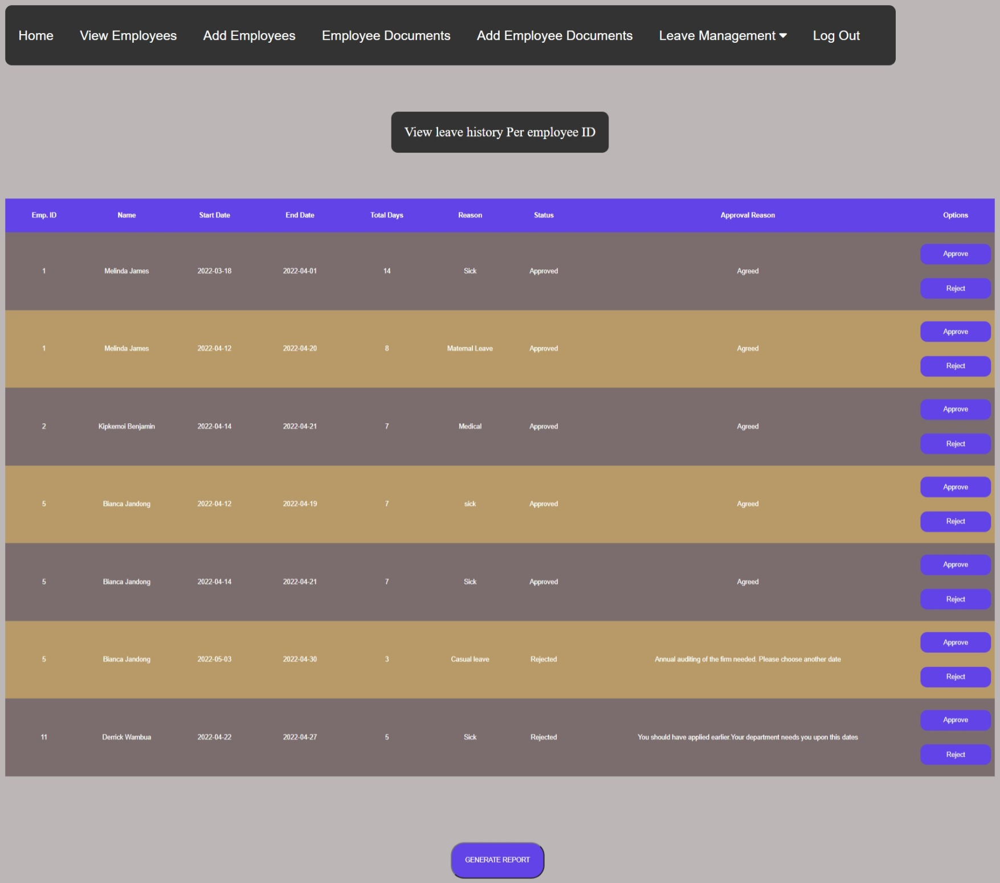 Home View Employees Add Employees Employee Documents Add Employee Documents Leave Management Log Out
View leave history Per employee ID
Emp. ID Name Start Date End Date Total Days Reason Status Approval Reason Options
1 Melinda James 2022-03-18 2022-04-01 14 Sick Approved Agreed Approve
Reject
1 Melinda James 2022-04-12 2022-04-20 8 Maternal Leave Approved Agreed Approve
Reject
2 Kipkemoi Benjamin 2022-04-14 2022-04-21 7 Medical Approved Agreed Approve
Reject
5 Bianca Jandong 2022-04-12 2022-04-19 7 sick Approved Agreed Approve
Reject
5 Bianca Jandong 2022-04-14 2022-04-21 7 Sick Approved Agreed Approve
Reject
5 Bianca Jandong 2022-05-03 2022-04-30 3 Casual leave Rejected Annual auditing of the firm needed. Please choose another date Approve
Reject
11 Derrick Wambua 2022-04-22 2022-04-27 5 Sick Rejected You should have applied earlier.Your department needs you upon this dates Approve
Reject
GENERATE REPORT